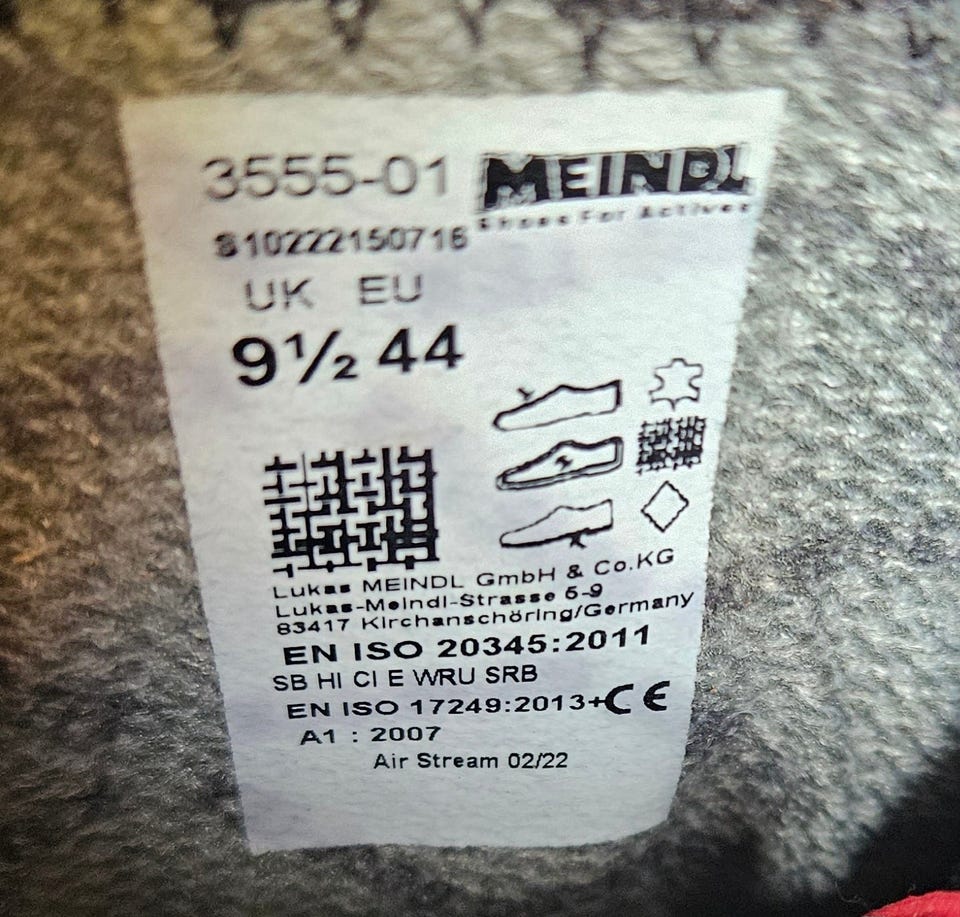 3555-01
MEINDL
Shoes For Actives
S10222150716
UK EU
9½ 44
Lukas MEINDL GmbH & Co.KG
Lukas-Meindl-Strasse 5-9
83417 Kirchanschöring/Germany
EN ISO 20345:2011
SB HI CI E WRU SRB
EN ISO 17249:2013+CE
A1 : 2007
Air Stream 02/22